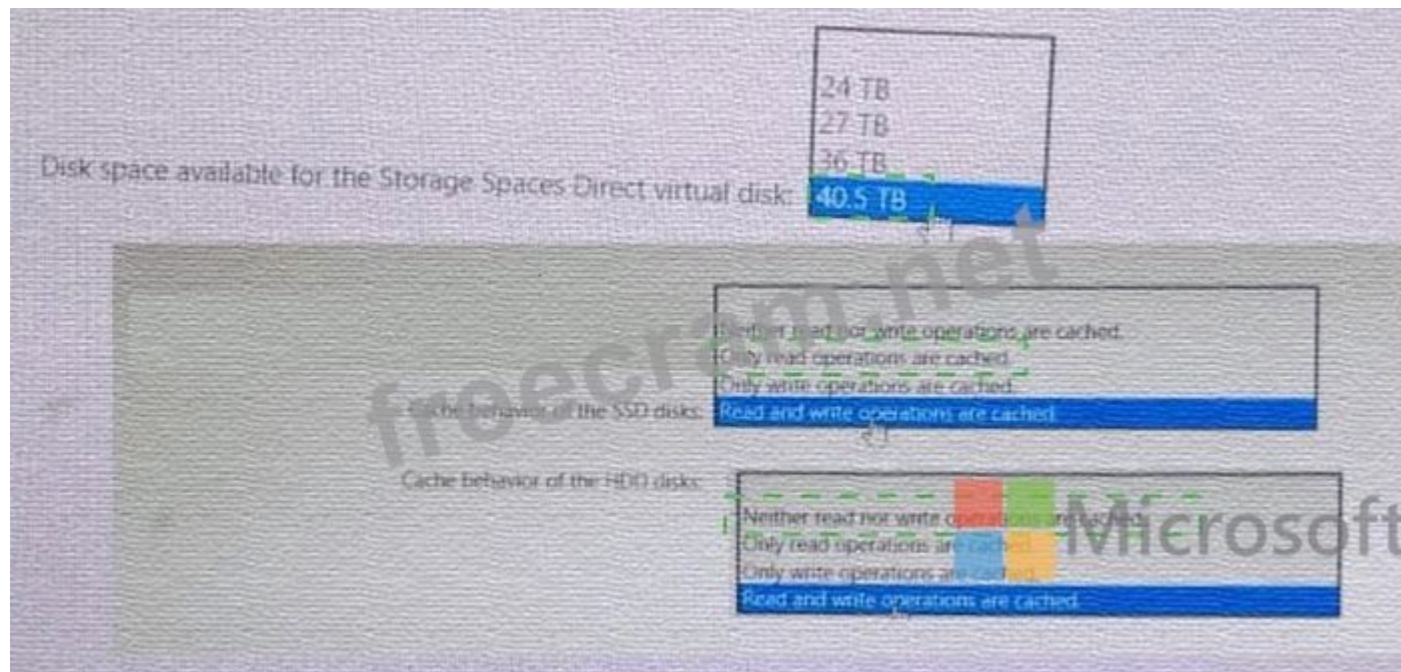 24 TB
27 TB
36 TB
Disk space available for the Storage Spaces Direct virtual disk:
40.5 TB
freecram.net
Neither read nor write operations are cached.
Only read operations are cached.
Only write operations are cached.
Cache behavior of the SSD disks:
Read and write operations are cached.
Cache behavior of the HDD disks:
Neither read nor write operations are cached.
Only read operations are cached.
Only write operations are cached.
Read and write operations are cached.
Microsoft